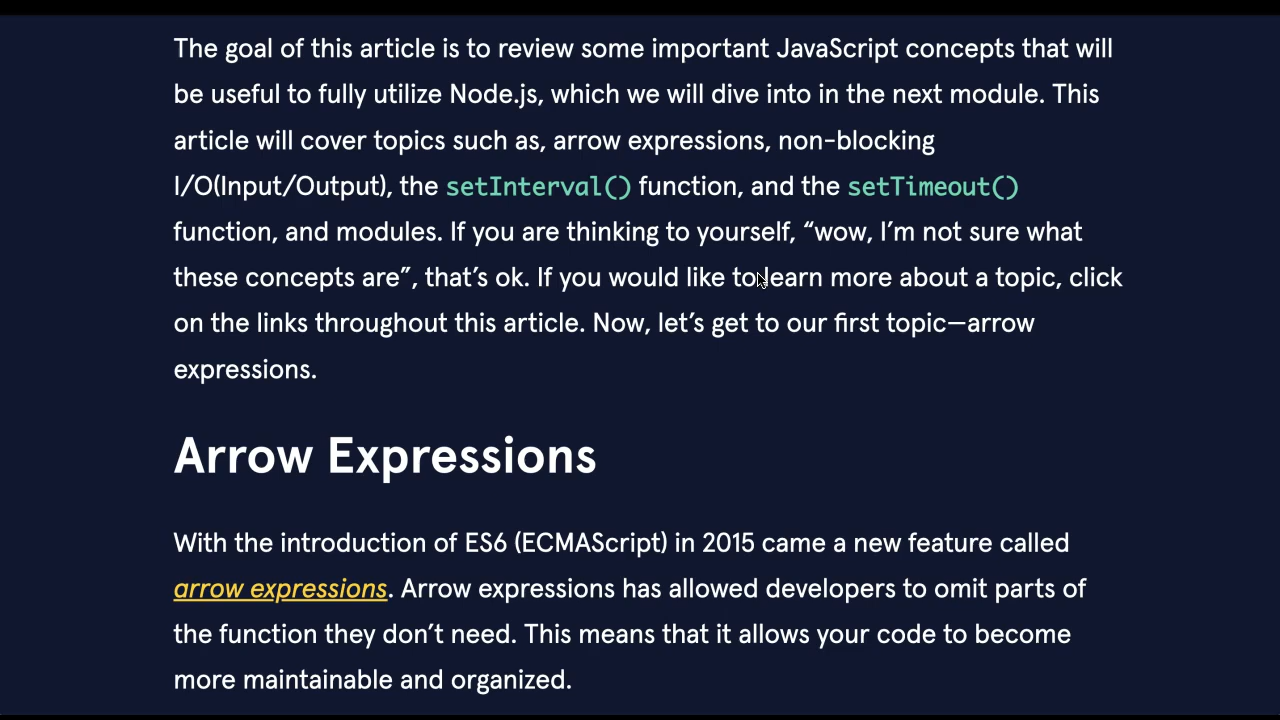 The goal of this article is to review some important JavaScript concepts that will
be useful to fully utilize Node.js, which we will dive into in the next module. This
article will cover topics such as, arrow expressions, non-blocking
I/O(Input/Output), the setInterval() function, and the setTimeout()
function, and modules. If you are thinking to yourself, “wow, I’m not sure what
these concepts are”, that’s ok. If you would like to learn more about a topic, click
on the links throughout this article. Now, let’s get to our first topic—arrow
expressions.
Arrow Expressions
With the introduction of ES6 (ECMAScript) in 2015 came a new feature called
arrow expressions. Arrow expressions has allowed developers to omit parts of
the function they don’t need. This means that it allows your code to become
more maintainable and organized.